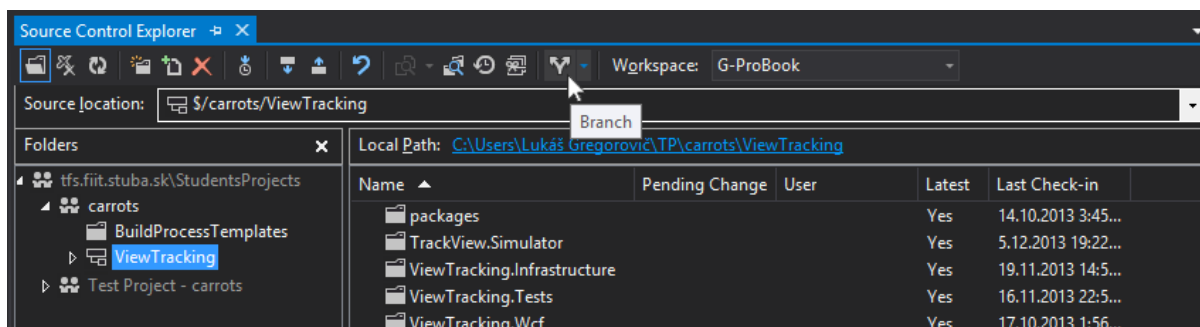 Source Control Explorer
Workspace: G-ProBook
Source location: $/carrots/ViewTracking
Branch
Folders
Local Path: C:\Users\Lukáš Gregorovič\TP\carrots\ViewTracking
tfs.fiit.stuba.sk\StudentsProjects
carrots
BuildProcessTemplates
ViewTracking
Test Project - carrots
Name Pending Change User Latest Last Check-in
packages Yes 14.10.2013 3:45...
TrackView.Simulator Yes 5.12.2013 19:22...
ViewTracking.Infrastructure Yes 19.11.2013 14:5...
ViewTracking.Tests Yes 16.11.2013 22:5...
ViewTracking.Wcf Yes 17.10.2013 1:56...